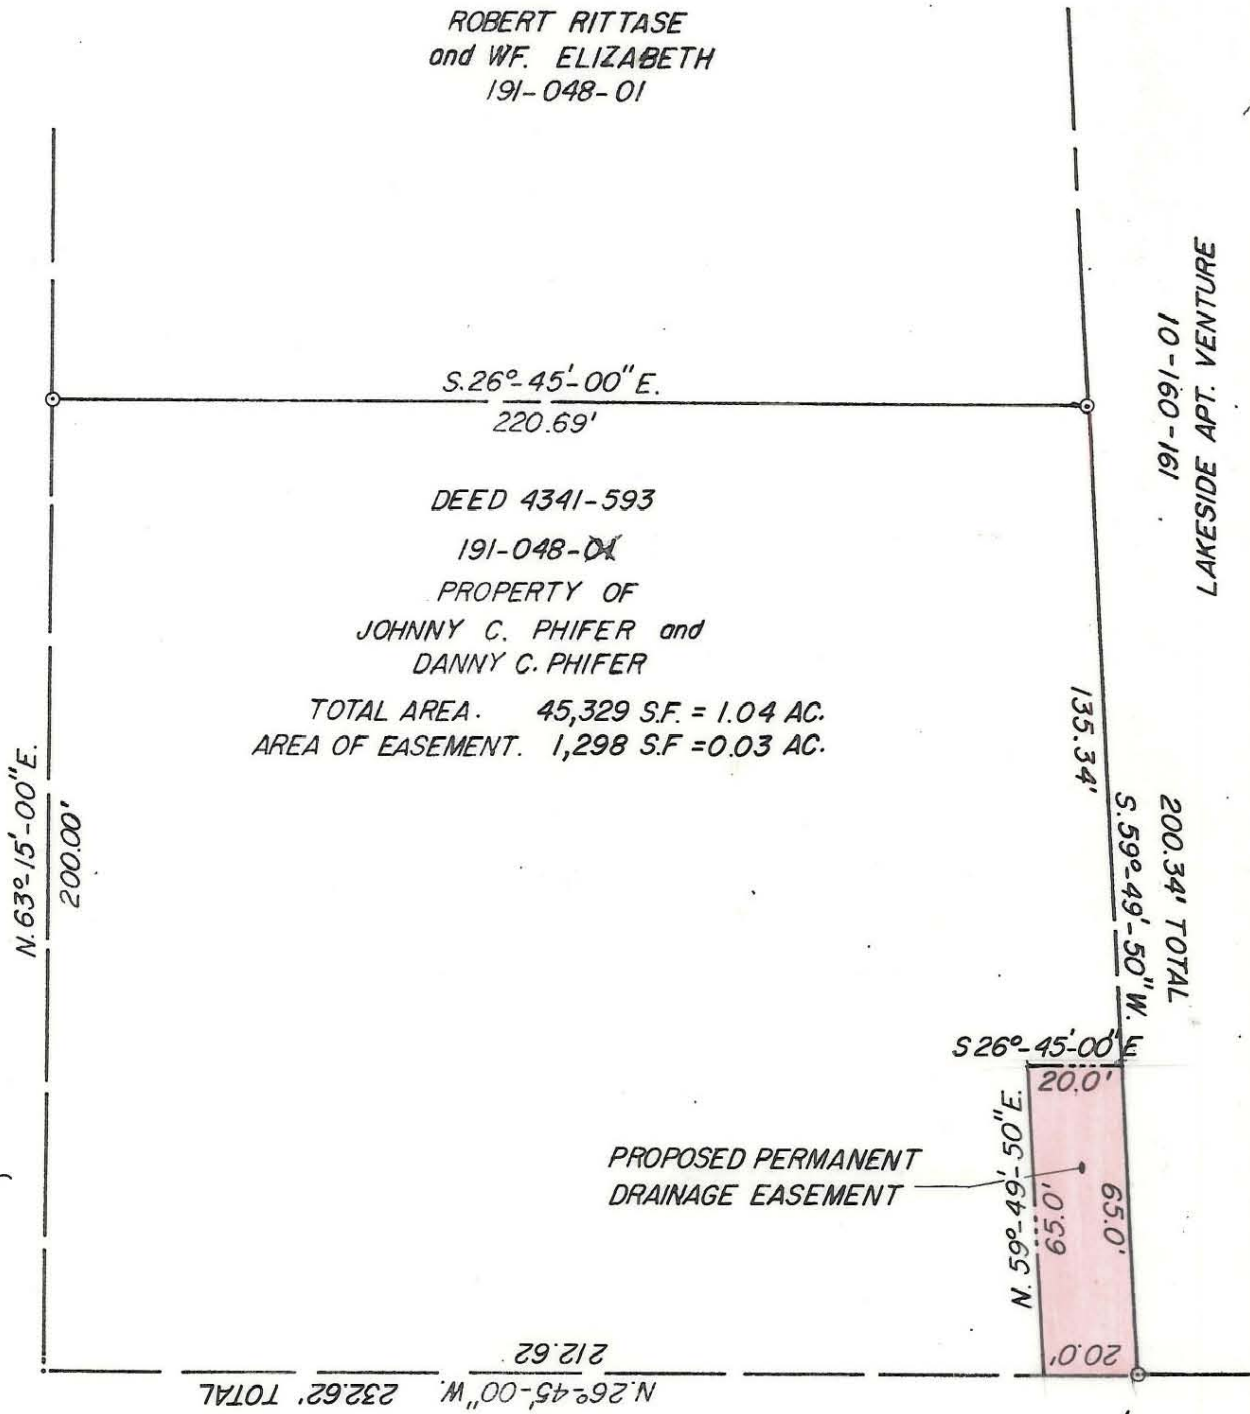 ROBERT RITTASE
and WF. ELIZABETH
191-048-01
S.26°-45'-00"E.
220.69'
DEED 4341-593
191-048-
PROPERTY OF
JOHNNY C. PHIFER and
DANNY C. PHIFER
TOTAL AREA. 45,329 S.F. = 1.04 AC.
AREA OF EASEMENT. 1,298 S.F = 0.03 AC.
N.63°-15'-00"E.
200.00'
LAKESIDE APT. VENTURE
191-160-01
135.34'
S.59°-49'-50"W.
200.34' TOTAL
S 26°-45'-00" E
20.0'
N. 59°-49'-50"E.
65.0'
65.0'
20.0'
PROPOSED PERMANENT
DRAINAGE EASEMENT
212.62
N.26°-45'-00"W. 232.62' TOTAL